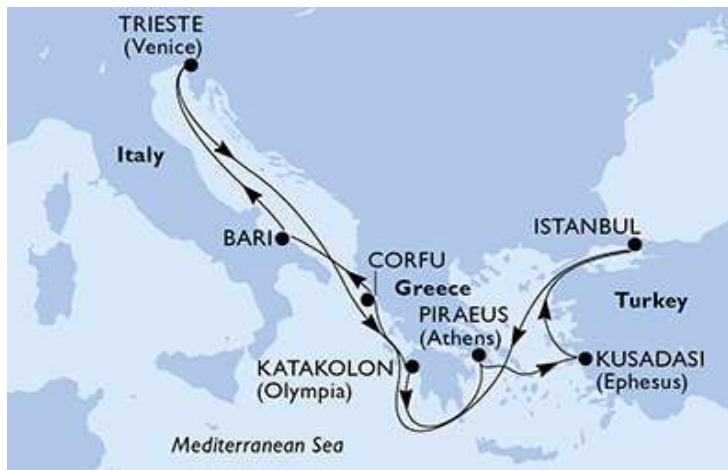 TRIESTE
(Venice)
Italy
BARI
ISTANBUL
CORFU
Greece
Turkey
PIRAEUS
(Athens)
KATAKOLON
(Olympia)
KUSADASI
(Ephesus)
Mediterranean Sea